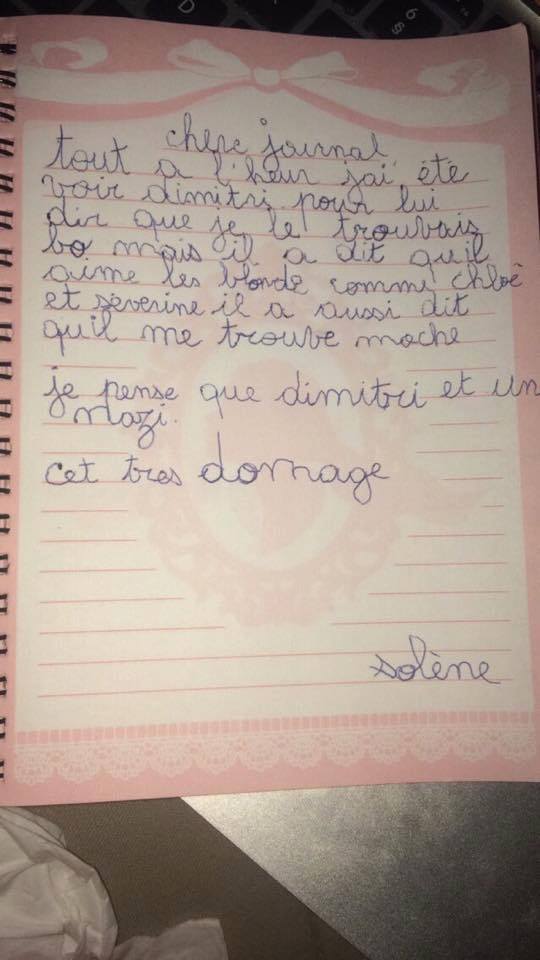 chere journal
tout a l'heur jai été
voir dimitri pour lui
dir que je le trouvais
bo mais il a dit quil
aime les blonde comme chloé
et séverine il a aussi dit
quil me trouve moche
je pense que dimitri et un
nazi.
cet tres domage
solène